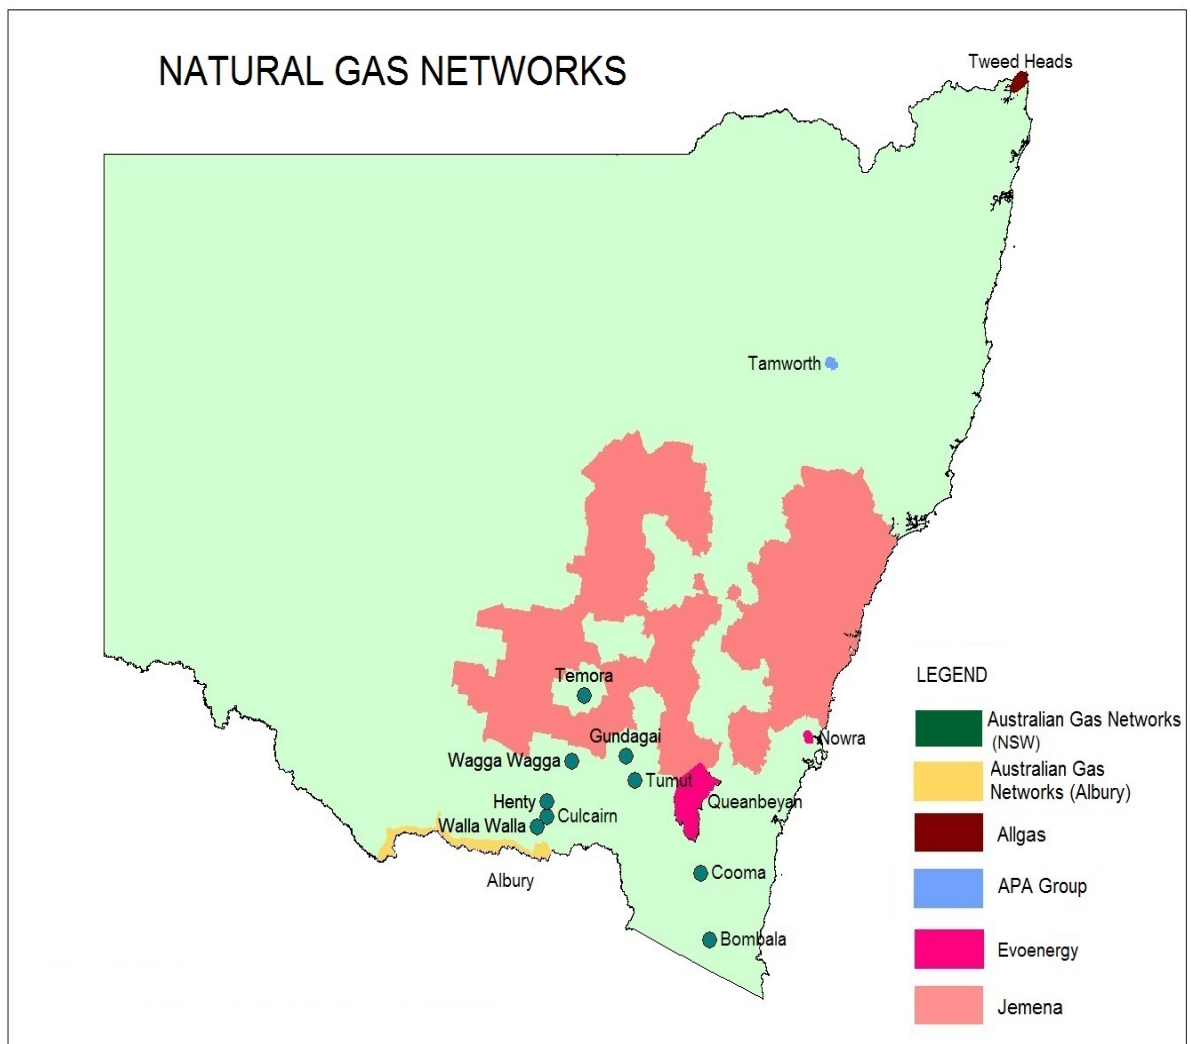 NATURAL GAS NETWORKS
Tweed Heads
Tamworth
Temora
Gundagai
Nowra
Wagga Wagga
Tumut
Henty
Queanbeyan
Culcairn
Walla Walla
Albury
Cooma
Bombala
LEGEND
Australian Gas Networks
(NSW)
Australian Gas
Networks (Albury)
Allgas
APA Group
Evoenergy
Jemena